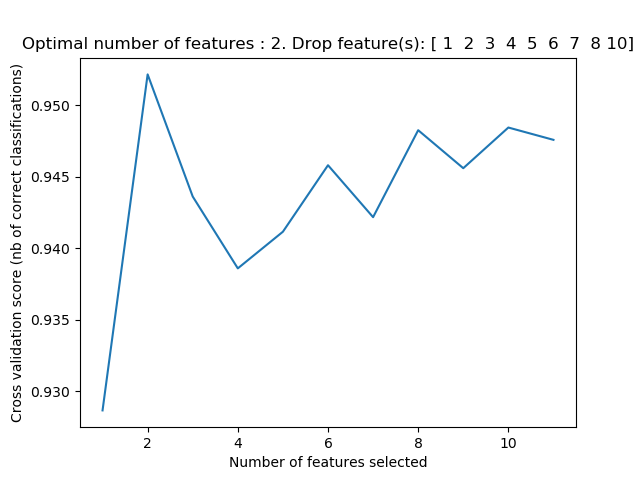 Optimal number of features : 2. Drop feature(s): [ 1  2  3  4  5  6  7  8 10]
Cross validation score (nb of correct classifications)
0.950
0.945
0.940
0.935
0.930
2 4 6 8 10
Number of features selected